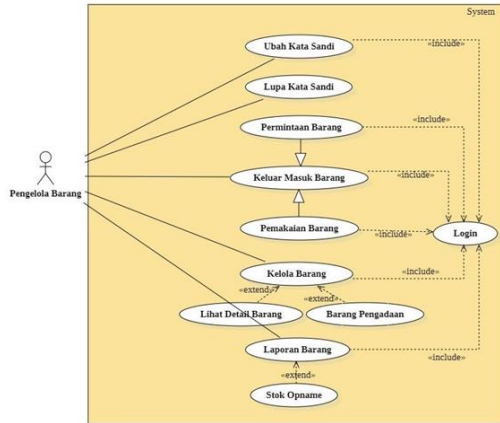 System
Ubah Kata Sandi
«include»
Lupa Kata Sandi
Permintaan Barang
«include»
Keluar Masuk Barang
«include»
Pengelola Barang
Pemakaian Barang
«include»
Login
Kelola Barang
«include»
«extend»
«extend»
Lihat Detail Barang
Barang Pengadaan
Laporan Barang
«include»
«extend»
Stok Opname